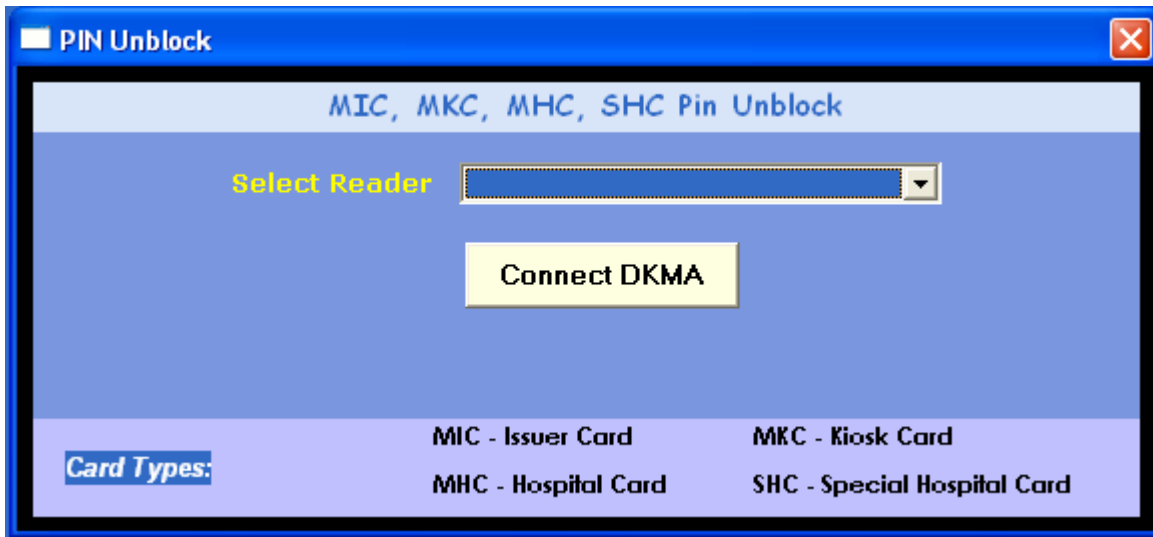 PIN Unblock
MIC, MKC, MHC, SHC Pin Unblock
Select Reader
Connect DKMA
Card Types:
MIC - Issuer Card
MKC - Kiosk Card
MHC - Hospital Card
SHC - Special Hospital Card